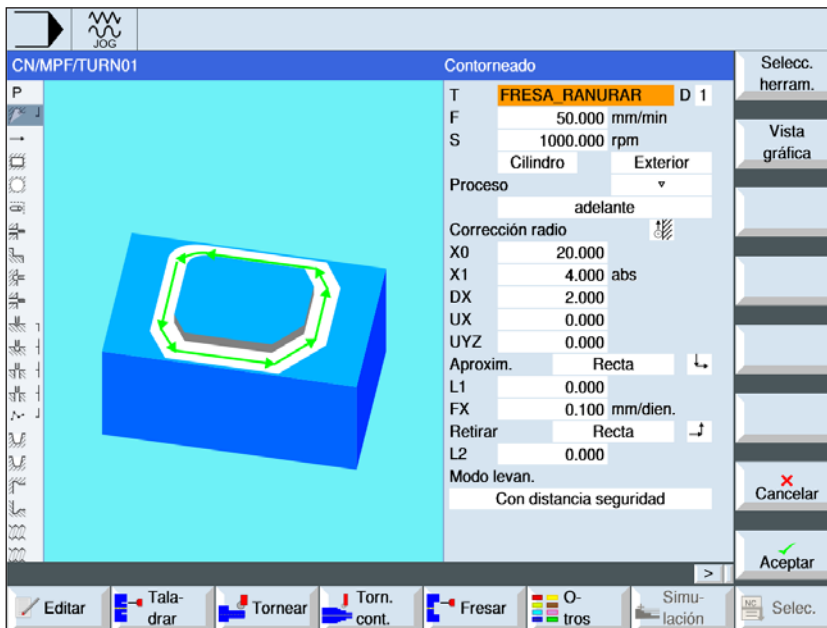 JOG
CN/MPF/TURN01
Contorneado
P
T FRESA_RANURAR D 1
F 50.000 mm/min
S 1000.000 rpm
Cilindro Exterior
Proceso ▿
adelante
Corrección radio
X0 20.000
X1 4.000 abs
DX 2.000
UX 0.000
UYZ 0.000
Aproxim. Recta
L1 0.000
FX 0.100 mm/dien.
Retirar Recta
L2 0.000
Modo levan.
Con distancia seguridad
>
Selecc.
herram.
Vista
gráfica
Cancelar
Aceptar
Editar
Tala-
drar
Tornear
Torn.
cont.
Fresar
O-
tros
Simu-
lación
NC
Selec.